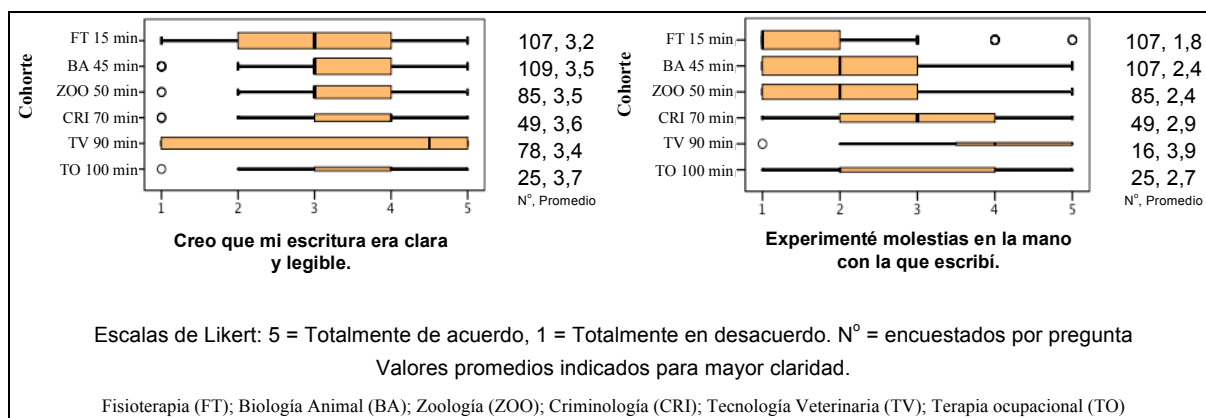 Cohorte
FT 15 min
BA 45 min
ZOO 50 min
CRI 70 min
TV 90 min
TO 100 min
1 2 3 4 5
107, 3,2
109, 3,5
85, 3,5
49, 3,6
78, 3,4
25, 3,7
Nº, Promedio
Creo que mi escritura era clara
y legible.
Cohorte
FT 15 min
BA 45 min
ZOO 50 min
CRI 70 min
TV 90 min
TO 100 min
1 2 3 4 5
107, 1,8
107, 2,4
85, 2,4
49, 2,9
16, 3,9
25, 2,7
Nº, Promedio
Experimenté molestias en la mano
con la que escribí.
Escalas de Likert: 5 = Totalmente de acuerdo, 1 = Totalmente en desacuerdo. Nº = encuestados por pregunta
Valores promedios indicados para mayor claridad.
Fisioterapia (FT); Biología Animal (BA); Zoología (ZOO); Criminología (CRI); Tecnología Veterinaria (TV); Terapia ocupacional (TO)